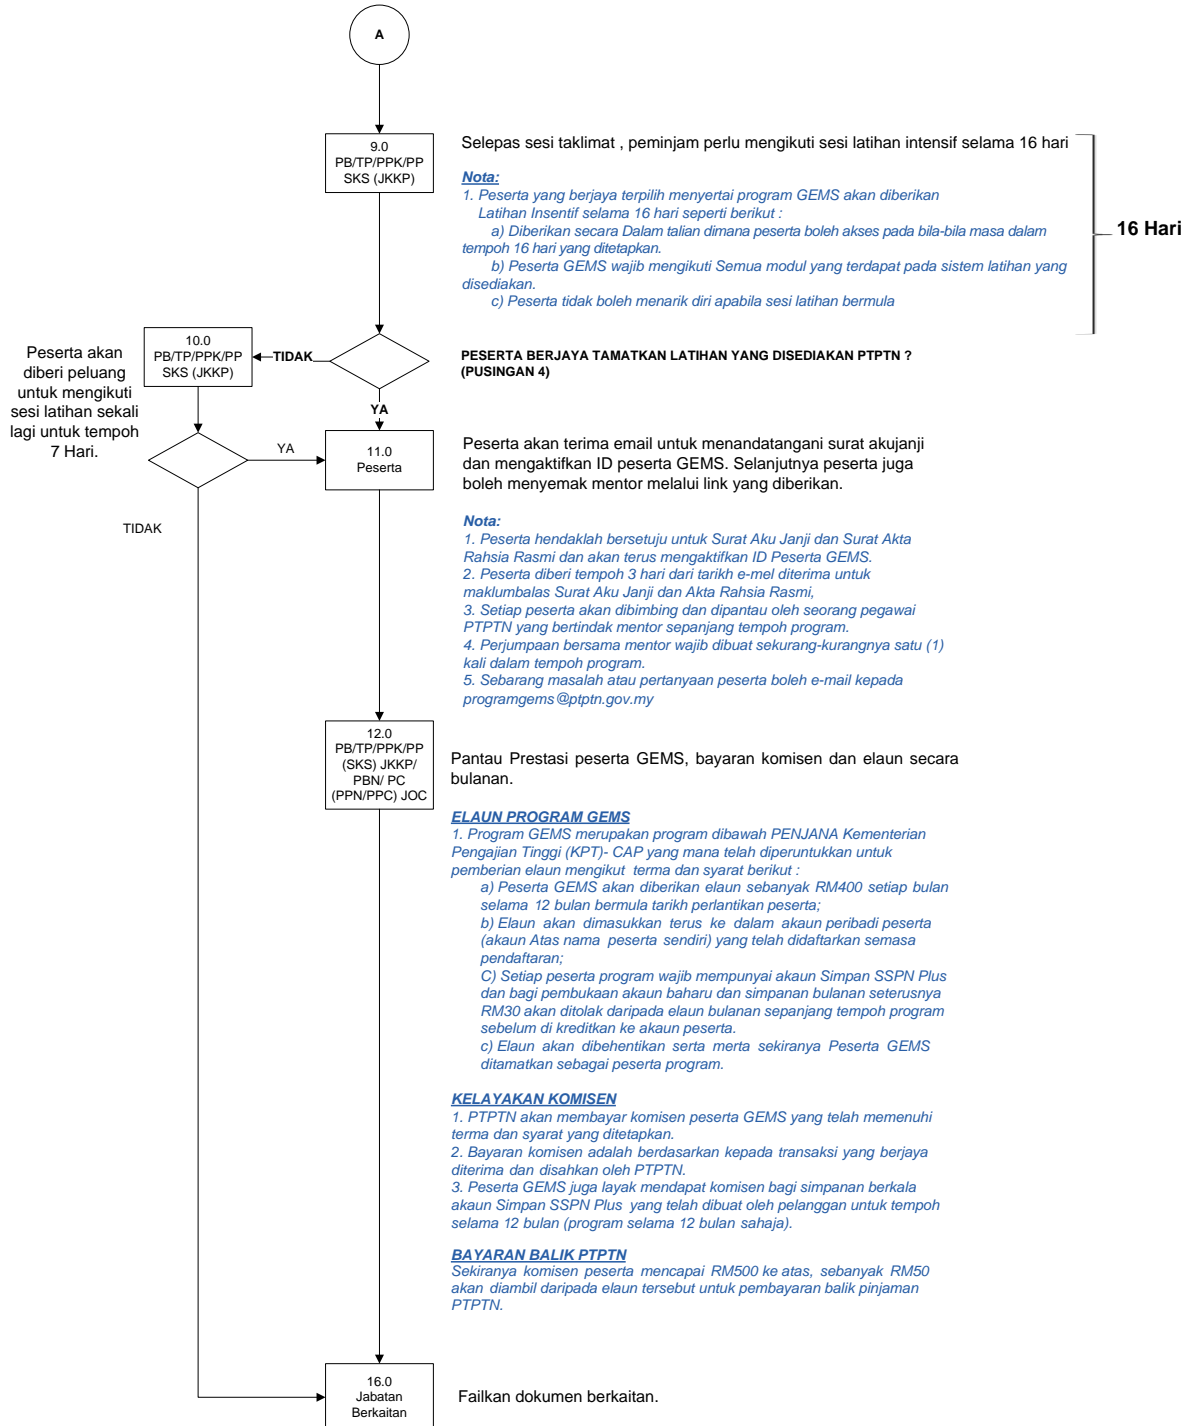 A
9.0
PB/TP/PPK/PP
SKS (JKKP)
Selepas sesi taklimat , peminjam perlu mengikuti sesi latihan intensif selama 16 hari
Nota:
1. Peserta yang berjaya terpilih menyertai program GEMS akan diberikan
Latihan Insentif selama 16 hari seperti berikut :
a) Diberikan secara Dalam talian dimana peserta boleh akses pada bila-bila masa dalam
tempoh 16 hari yang ditetapkan.
b) Peserta GEMS wajib mengikuti Semua modul yang terdapat pada sistem latihan yang
disediakan.
c) Peserta tidak boleh menarik diri apabila sesi latihan bermula
16 Hari
Peserta akan
diberi peluang
untuk mengikuti
sesi latihan sekali
lagi untuk tempoh
7 Hari.
10.0
PB/TP/PPK/PP
SKS (JKKP)
TIDAK
PESERTA BERJAYA TAMATKAN LATIHAN YANG DISEDIAKAN PTPTN ?
(PUSINGAN 4)
YA
YA
TIDAK
11.0
Peserta
Peserta akan terima email untuk menandatangani surat akujanji
dan mengaktifkan ID peserta GEMS. Selanjutnya peserta juga
boleh menyemak mentor melalui link yang diberikan.
Nota:
1. Peserta hendaklah bersetuju untuk Surat Aku Janji dan Surat Akta
Rahsia Rasmi dan akan terus mengaktifkan ID Peserta GEMS.
2. Peserta diberi tempoh 3 hari dari tarikh e-mel diterima untuk
maklumbalas Surat Aku Janji dan Akta Rahsia Rasmi,
3. Setiap peserta akan dibimbing dan dipantau oleh seorang pegawai
PTPTN yang bertindak mentor sepanjang tempoh program.
4. Perjumpaan bersama mentor wajib dibuat sekurang-kurangnya satu (1)
kali dalam tempoh program.
5. Sebarang masalah atau pertanyaan peserta boleh e-mail kepada
programgems@ptptn.gov.my
12.0
PB/TP/PPK/PP
(SKS) JKKP/
PBN/ PC
(PPN/PPC) JOC
Pantau Prestasi peserta GEMS, bayaran komisen dan elaun secara
bulanan.
ELAUN PROGRAM GEMS
1. Program GEMS merupakan program dibawah PENJANA Kementerian
Pengajian Tinggi (KPT)- CAP yang mana telah diperuntukkan untuk
pemberian elaun mengikut terma dan syarat berikut :
a) Peserta GEMS akan diberikan elaun sebanyak RM400 setiap bulan
selama 12 bulan bermula tarikh perlantikan peserta;
b) Elaun akan dimasukkan terus ke dalam akaun peribadi peserta
(akaun Atas nama peserta sendiri) yang telah didaftarkan semasa
pendaftaran;
C) Setiap peserta program wajib mempunyai akaun Simpan SSPN Plus
dan bagi pembukaan akaun baharu dan simpanan bulanan seterusnya
RM30 akan ditolak daripada elaun bulanan sepanjang tempoh program
sebelum di kreditkan ke akaun peserta.
c) Elaun akan dibehentikan serta merta sekiranya Peserta GEMS
ditamatkan sebagai peserta program.
KELAYAKAN KOMISEN
1. PTPTN akan membayar komisen peserta GEMS yang telah memenuhi
terma dan syarat yang ditetapkan.
2. Bayaran komisen adalah berdasarkan kepada transaksi yang berjaya
diterima dan disahkan oleh PTPTN.
3. Peserta GEMS juga layak mendapat komisen bagi simpanan berkala
akaun Simpan SSPN Plus yang telah dibuat oleh pelanggan untuk tempoh
selama 12 bulan (program selama 12 bulan sahaja).
BAYARAN BALIK PTPTN
Sekiranya komisen peserta mencapai RM500 ke atas, sebanyak RM50
akan diambil daripada elaun tersebut untuk pembayaran balik pinjaman
PTPTN.
16.0
Jabatan
Berkaitan
Failkan dokumen berkaitan.